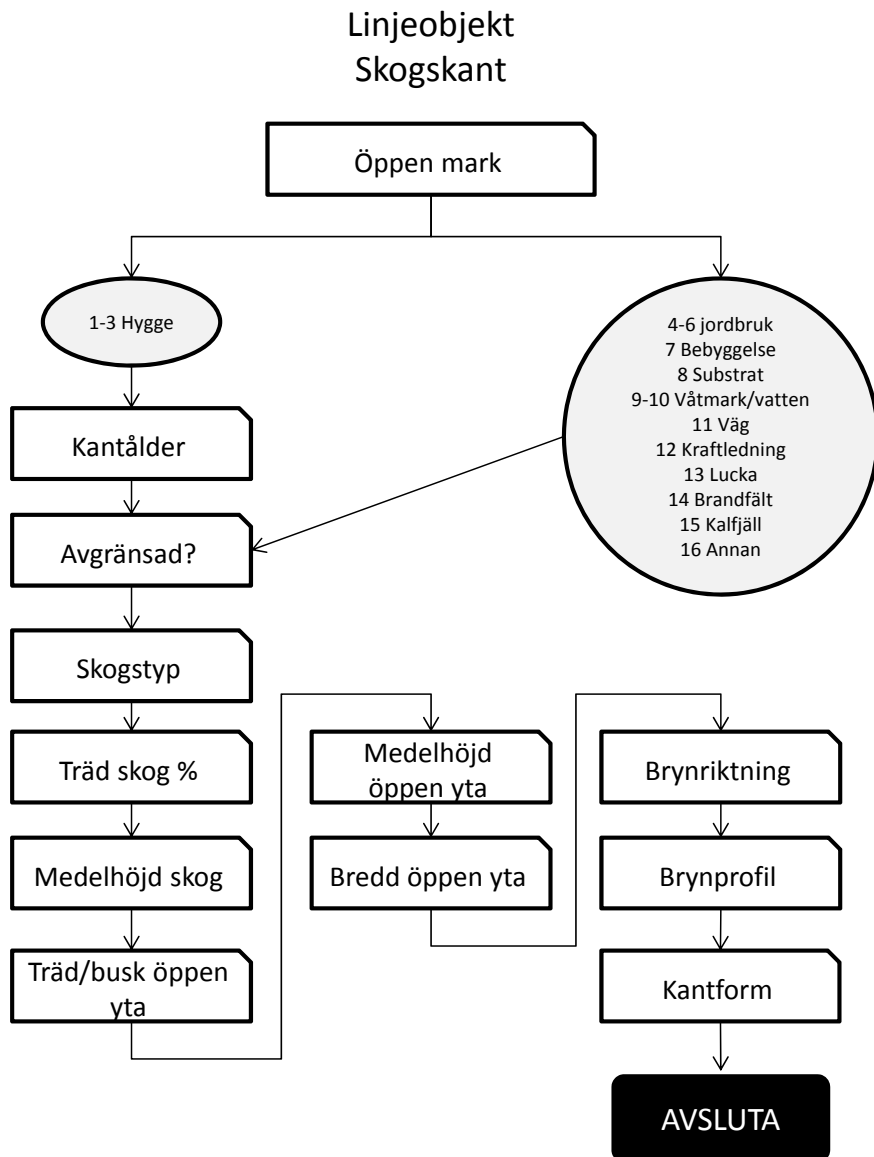 Linjeobjekt
Skogskant
Öppen mark
1-3 Hygge
4-6 jordbruk
7 Bebyggelse
8 Substrat
9-10 Våtmark/vatten
11 Väg
12 Kraftledning
13 Lucka
14 Brandfält
15 Kalfjäll
16 Annan
Kantålder
Avgränsad?
Skogstyp
Träd skog %
Medelhöjd skog
Träd/busk öppen
yta
Medelhöjd
öppen yta
Bredd öppen yta
Brynriktning
Brynprofil
Kantform
AVSLUTA